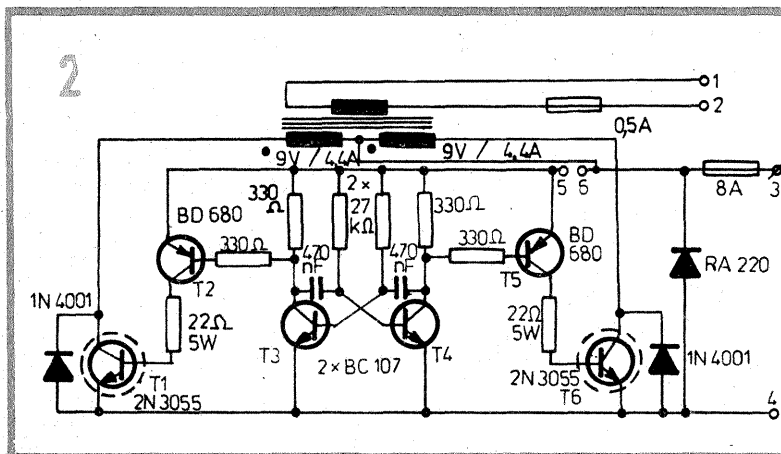 2
1
2
0,5A
9V / 4,4A
9V / 4,4A
8A
3
5 6
330
Ω
2×
27
kΩ
330Ω
BD 680
330Ω
T2
470
nF
470
nF
330Ω
T5
BD
680
RA 220
1N 4001
22Ω
5W
T3
T4
2 × BC 107
22Ω
5W
1N 4001
T1
2N 3055
2N 3055
T6
4